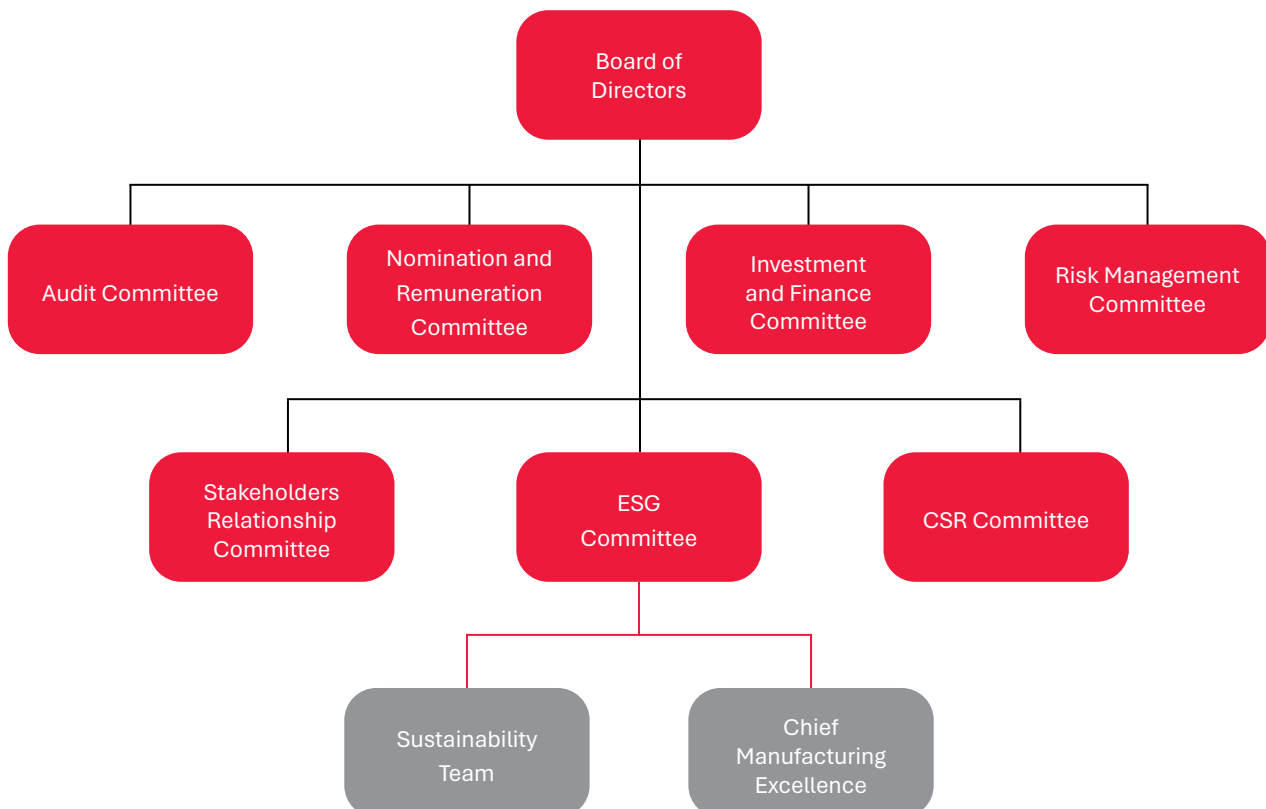 Board of
Directors
Audit Committee
Nomination and
Remuneration
Committee
Investment
and Finance
Committee
Risk Management
Committee
Stakeholders
Relationship
Committee
ESG
Committee
CSR Committee
Sustainability
Team
Chief
Manufacturing
Excellence